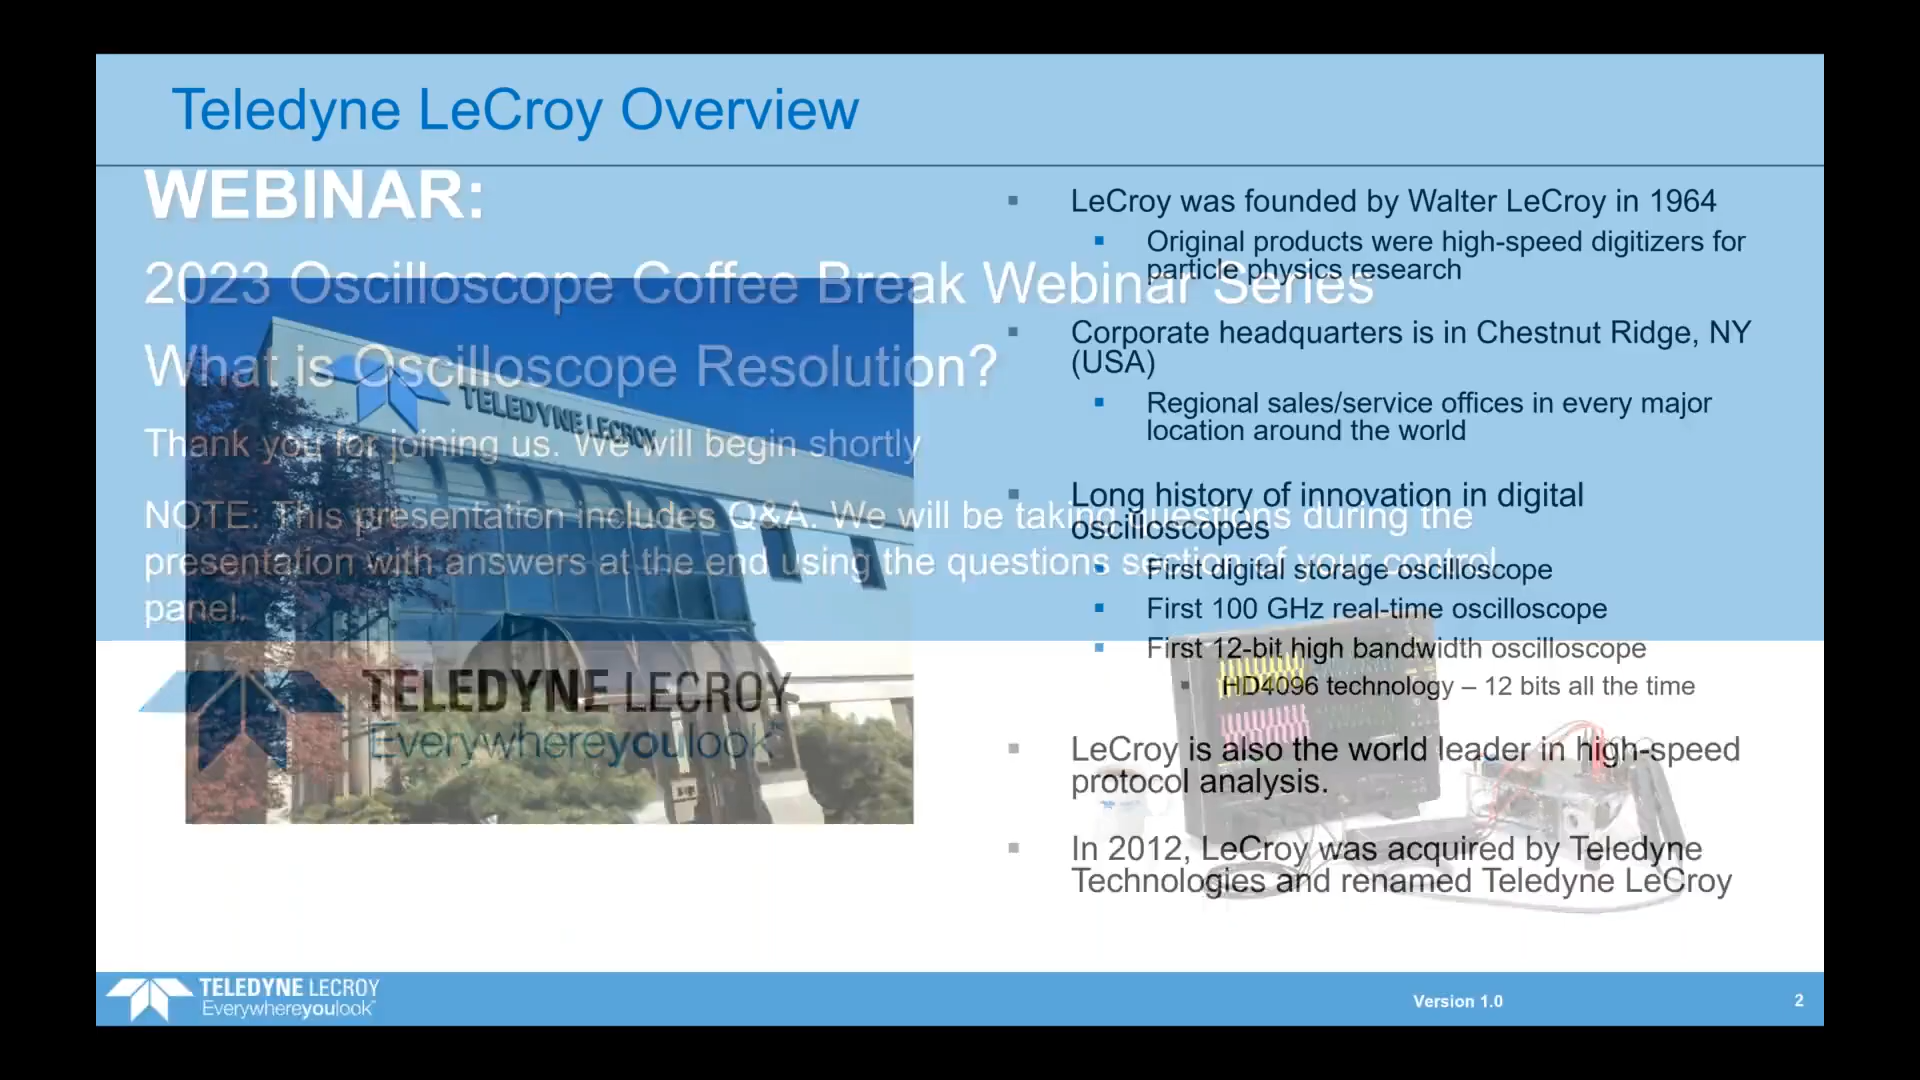 Teledyne LeCroy Overview
WEBINAR:
2023 Oscilloscope Coffee Break Webinar Series
What is Oscilloscope Resolution?
Thank you for joining us. We will begin shortly
NOTE: This presentation includes Q&A. We will be taking questions during the
presentation with answers at the end using the questions section of your control
panel.
TELEDYNE LECROY
TELEDYNE LECROY
Everywhereyoulook™
LeCroy was founded by Walter LeCroy in 1964
Original products were high-speed digitizers for
particle physics research
Corporate headquarters is in Chestnut Ridge, NY
(USA)
Regional sales/service offices in every major
location around the world
Long history of innovation in digital
oscilloscopes
First digital storage oscilloscope
First 100 GHz real-time oscilloscope
First 12-bit high bandwidth oscilloscope
HD4096 technology – 12 bits all the time
LeCroy is also the world leader in high-speed
protocol analysis.
In 2012, LeCroy was acquired by Teledyne
Technologies and renamed Teledyne LeCroy
TELEDYNE LECROY
Everywhereyoulook™
Version 1.0
2